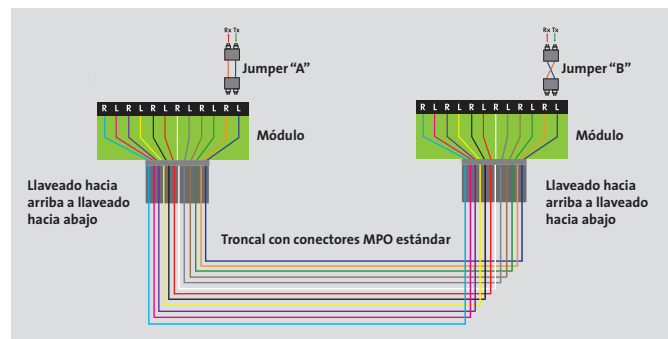 Rx Tx
Jumper “A”
R L R L R L R L R L R L
Módulo
Llaveado hacia
arriba a llaveado
hacia abajo
Rx Tx
Jumper “B”
R L R L R L R L R L R L
Módulo
Llaveado hacia
arriba a llaveado
hacia abajo
Troncal con conectores MPO estándar